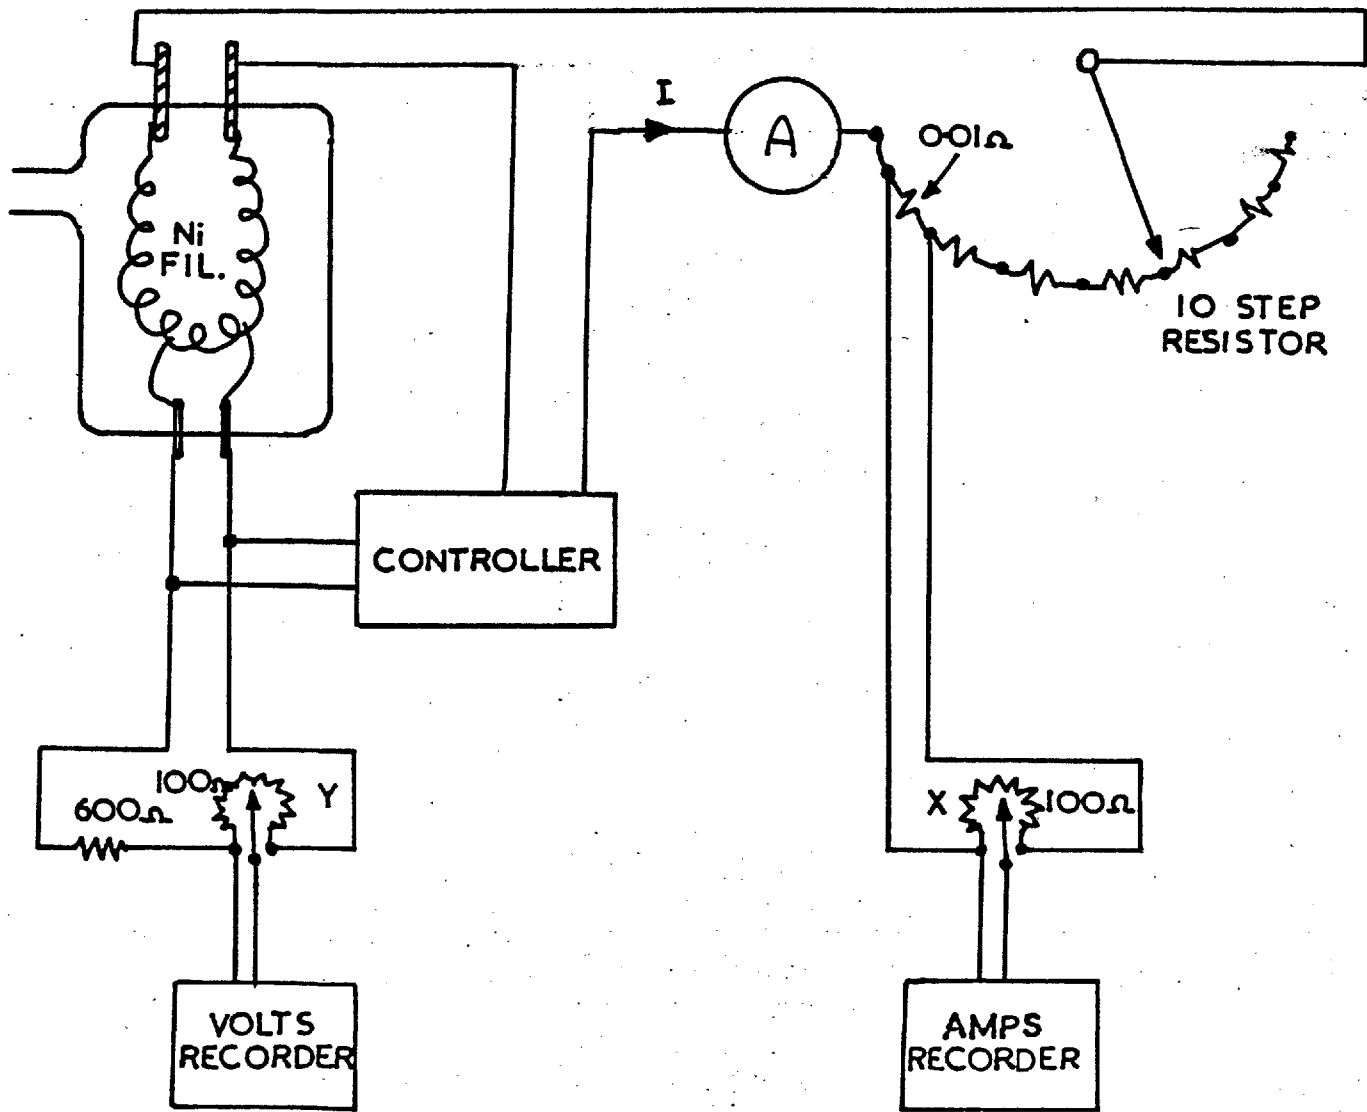 I
A
0·01Ω
Ni
FIL.
10 STEP
RESISTOR
CONTROLLER
100Ω
Y
600Ω
X
100Ω
VOLTS
RECORDER
AMPS
RECORDER